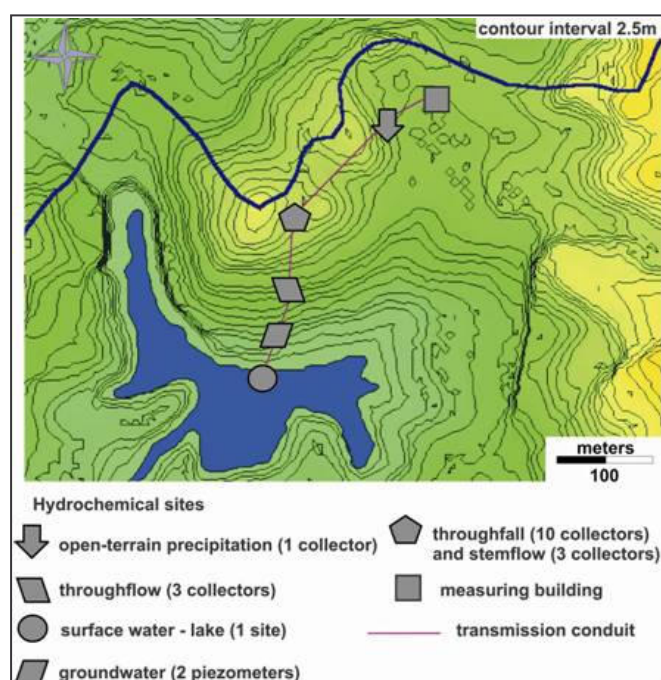 contour interval 2.5m
meters
100
Hydrochemical sites
open-terrain precipitation (1 collector)
throughfall (10 collectors)
and stemflow (3 collectors)
throughflow (3 collectors)
measuring building
surface water - lake (1 site)
transmission conduit
groundwater (2 piezometers)